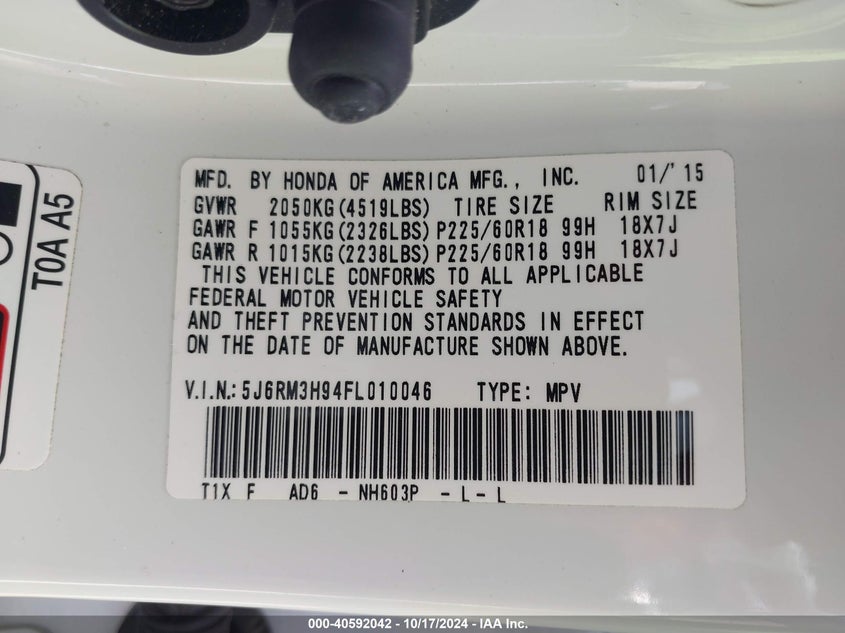 MFD. BY HONDA OF AMERICA MFG., INC. 01/'15
GVWR 2050KG(4519LBS) TIRE SIZE RIM SIZE
GAWR F 1055KG(2326LBS) P225/60R18 99H 18X7J
GAWR R 1015KG(2238LBS) P225/60R18 99H 18X7J
THIS VEHICLE CONFORMS TO ALL APPLICABLE
FEDERAL MOTOR VEHICLE SAFETY
AND THEFT PREVENTION STANDARDS IN EFFECT
ON THE DATE OF MANUFACTURE SHOWN ABOVE.
V.I.N.: 5J6RM3H94FL010046 TYPE: MPV
T1X F AD6 - NH603P - L - L
T0A A5
000-40592042 - 10/17/2024 - IAA Inc.